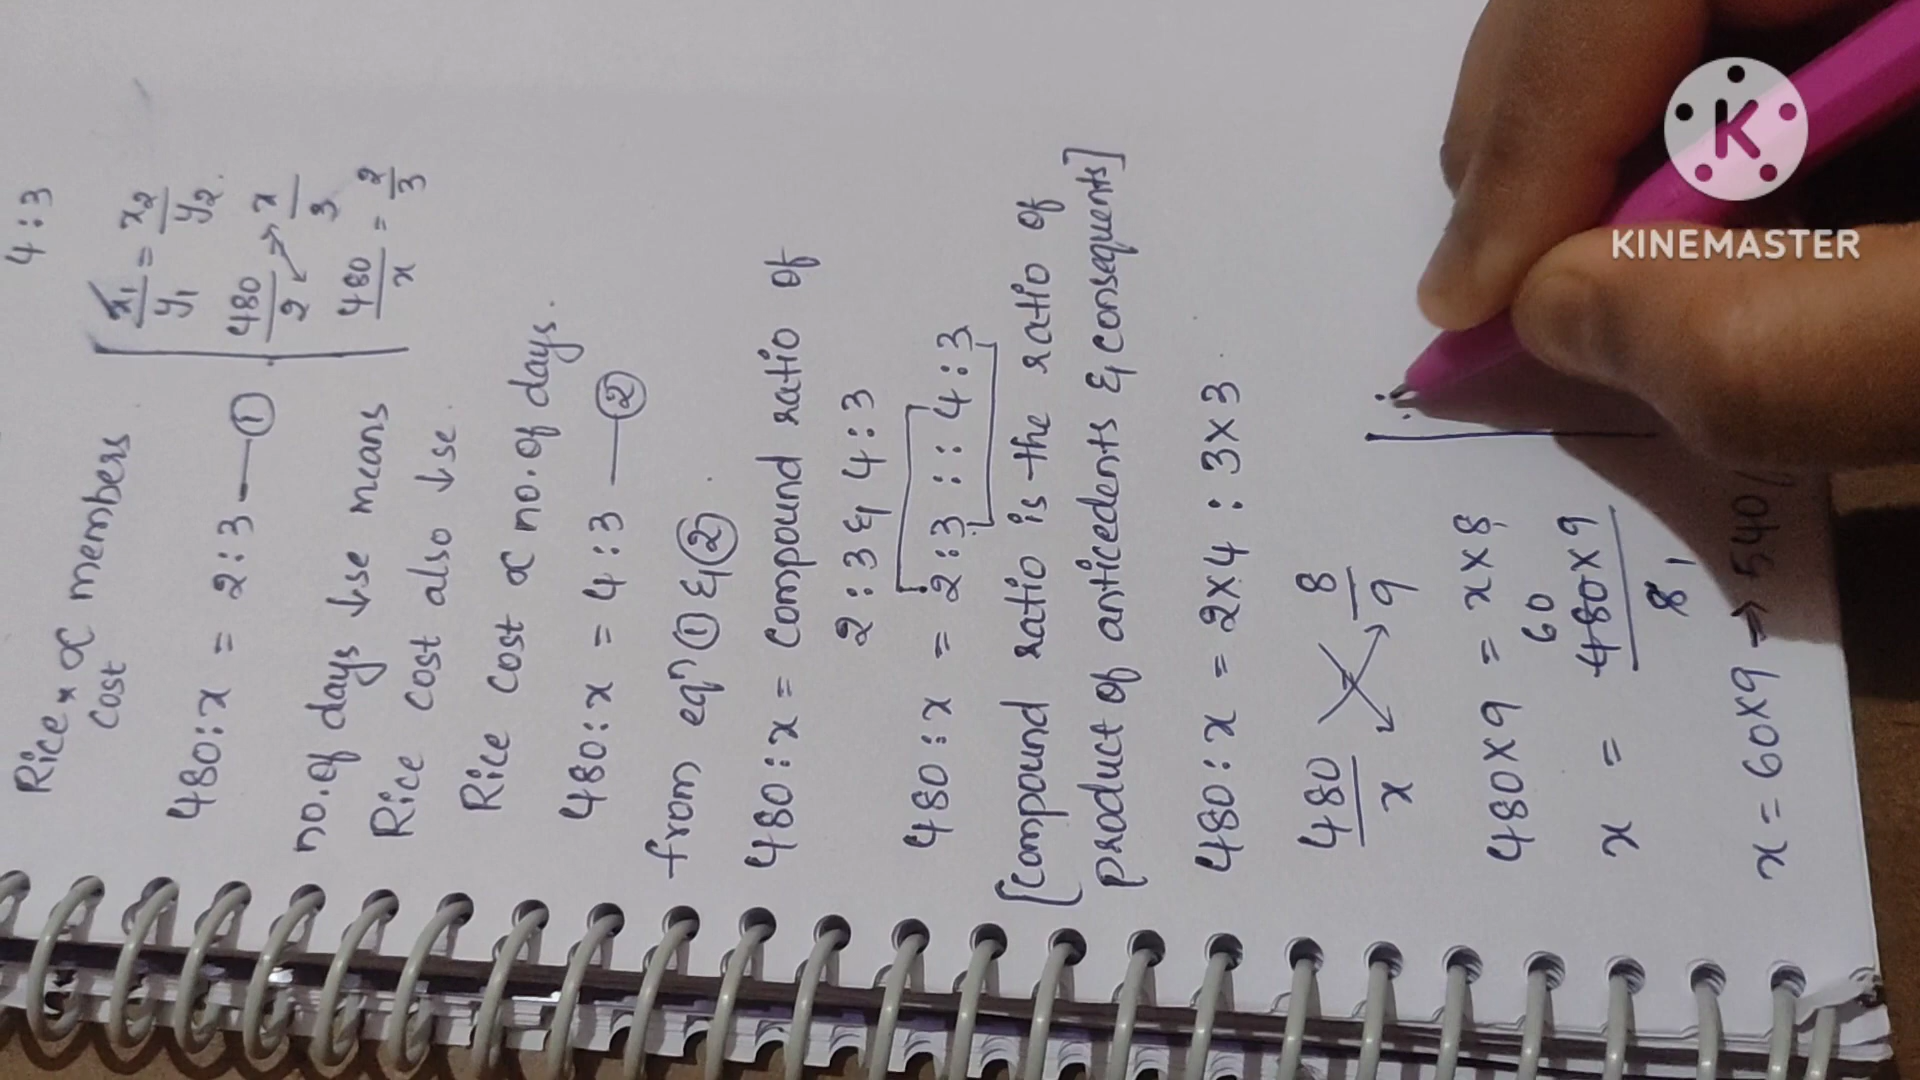 4 : 3
Rice ∝ members
cost
480 : x = 2 : 3 — ①
x1/y1 = x2/y2.
480/2 x/3
480/x = 2/3
no. of days ↓se means
Rice cost also ↓se.
Rice cost ∝ no. of days.
480 : x = 4 : 3 — ②
from eqn ① & ②
480 : x = compound ratio of
2 : 3 & 4 : 3
480 : x = 2 : 3 : : 4 : 3
[compound ratio is the ratio of
product of anticedents & consequents]
480 : x = 2 x 4 : 3 x 3
480/x 8/9
480 x 9 = x x 8
60
x = 480 x 9
8 1
x = 60 x 9 → 540/
KINEMASTER